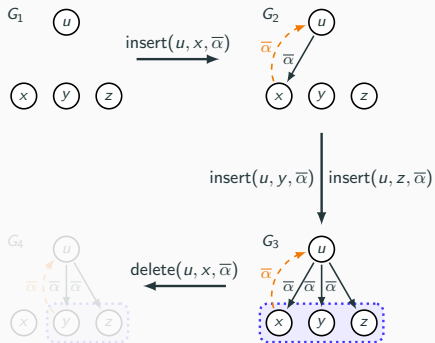 G₁ u G₂ u
insert(u, x, α̅)
α̅ α̅
x y z x y z
insert(u, y, α̅) insert(u, z, α̅)
G₄ u G₃ u
delete(u, x, α̅)
α̅ α̅ α̅ α̅ α̅ α̅ α̅
x y z x y z